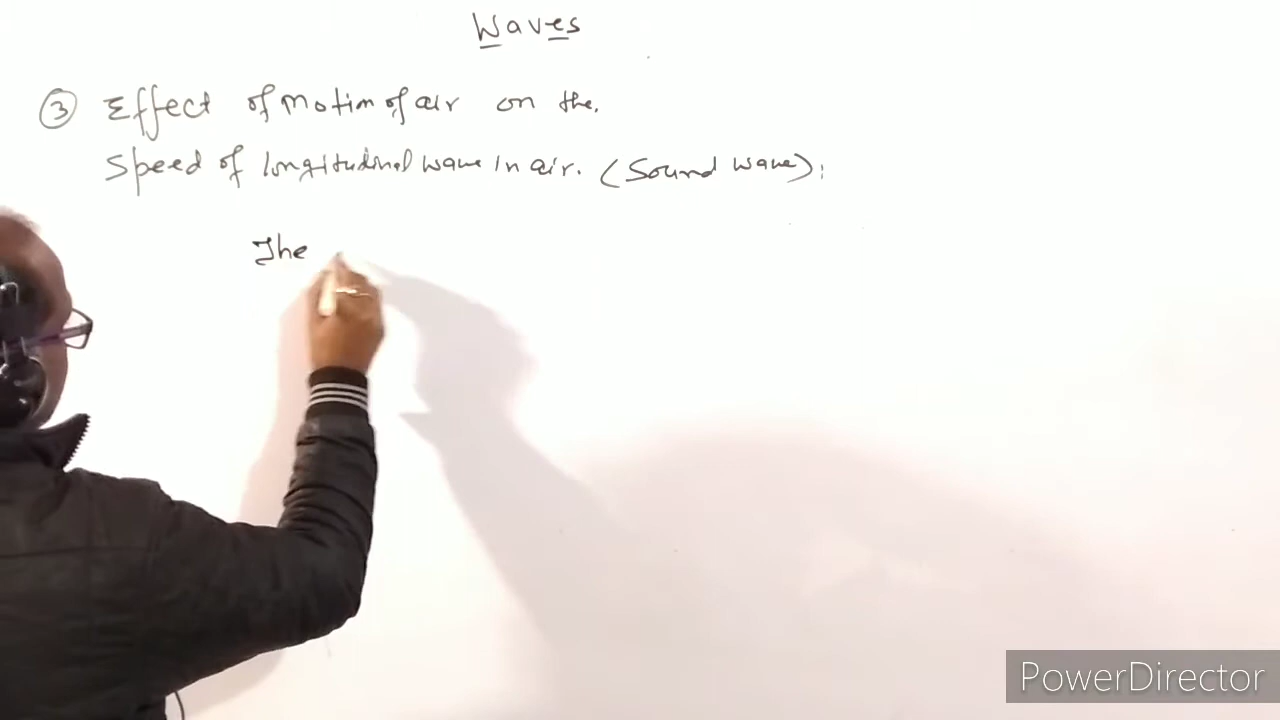 Waves
③ Effect of Motion of air on the.
Speed of longitudinal wave in air. (Sound wave):
The
PowerDirector